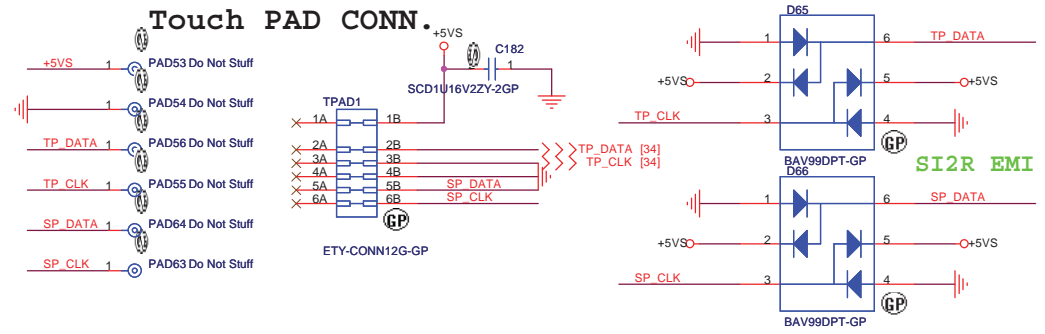 Touch PAD CONN.
+5VS 1 PAD53 Do Not Stuff
1 PAD54 Do Not Stuff
TP_DATA 1 PAD56 Do Not Stuff
TP_CLK 1 PAD55 Do Not Stuff
SP_DATA 1 PAD64 Do Not Stuff
SP_CLK 1 PAD63 Do Not Stuff
+5VS
C182
1
SCD1U16V2ZY-2GP
TPAD1
1A 1B
2A 2B TP_DATA [34]
3A 3B TP_CLK [34]
4A 4B
5A 5B SP_DATA
6A 6B SP_CLK
GP
ETY-CONN12G-GP
D65
1 6 TP_DATA
+5VS 2 5 +5VS
TP_CLK 3 4
GP
BAV99DPT-GP
SI2R EMI
D66
1 6 SP_DATA
+5VS 2 5 +5VS
SP_CLK 3 4
GP
BAV99DPT-GP